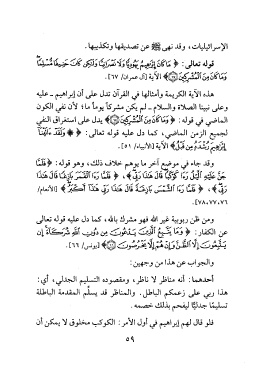 الإسرائيليات، وقد نهى ﷺ عن تصديقها وتكذيبها.
قوله تعالى: ﴿ مَا كَانَ إِبْرَاهِيمُ يَهُودِيًّا وَلَا نَصْرَانِيًّا وَلَكِن كَانَ حَنِيفًا مُّسْلِمًا
وَمَا كَانَ مِنَ الْمُشْرِكِينَ ﴾ الآية [آل عمران/ ٦٧].
هذه الآية الكريمة وأمثالها في القرآن تدل على أن إبراهيم ـ عليه
وعلى نبينا الصلاة والسلام ـ لم يكن مشركاً يوماً ما؛ لأن نفي الكون
الماضي في قوله: ﴿ وَمَا كَانَ مِنَ الْمُشْرِكِينَ ﴾ يدل على استغراق النفي
لجميع الزمن الماضي، كما دل عليه قوله تعالى: ﴿ ۞ وَلَقَدْ ءَاتَيْنَا
إِبْرَاهِيمَ رُشْدَهُ مِن قَبْلُ ﴾ الآية [الأنبياء/ ٥١].
وقد جاء في موضع آخر ما يوهم خلاف ذلك، وهو قوله: ﴿ فَلَمَّا
جَنَّ عَلَيْهِ اللَّيْلُ رَءَا كَوْكَبًا قَالَ هَذَا رَبِّي ﴾، ﴿ فَلَمَّا رَءَا الْقَمَرَ بَازِغًا قَالَ هَذَا
رَبِّي ﴾، ﴿ فَلَمَّا رَءَا الشَّمْسَ بَازِغَةً قَالَ هَذَا رَبِّي هَذَا أَكْبَرُ ﴾ [الأنعام/
٧٦، ٧٧، ٧٨].
ومن ظن ربوبية غير الله فهو مشرك بالله، كما دل عليه قوله تعالى
عن الكفار: ﴿ وَمَا يَتَّبِعُ الَّذِينَ يَدْعُونَ مِن دُونِ اللَّهِ شُرَكَاءَ إِن
يَتَّبِعُونَ إِلَّا الظَّنَّ وَإِنْ هُمْ إِلَّا يَخْرُصُونَ ﴾ [يونس/ ٦٦].
والجواب عن هذا من وجهين:
أحدهما: أنه مناظر لا ناظر، ومقصوده التسليم الجدلي، أي:
هذا ربي على زعمكم الباطل. والمناظر قد يسلّم المقدمة الباطلة
تسليمًا جدليًّا ليفحم بذلك خصمه.
فلو قال لهم إبراهيم في أول الأمر: الكوكب مخلوق لا يمكن أن
٥٩